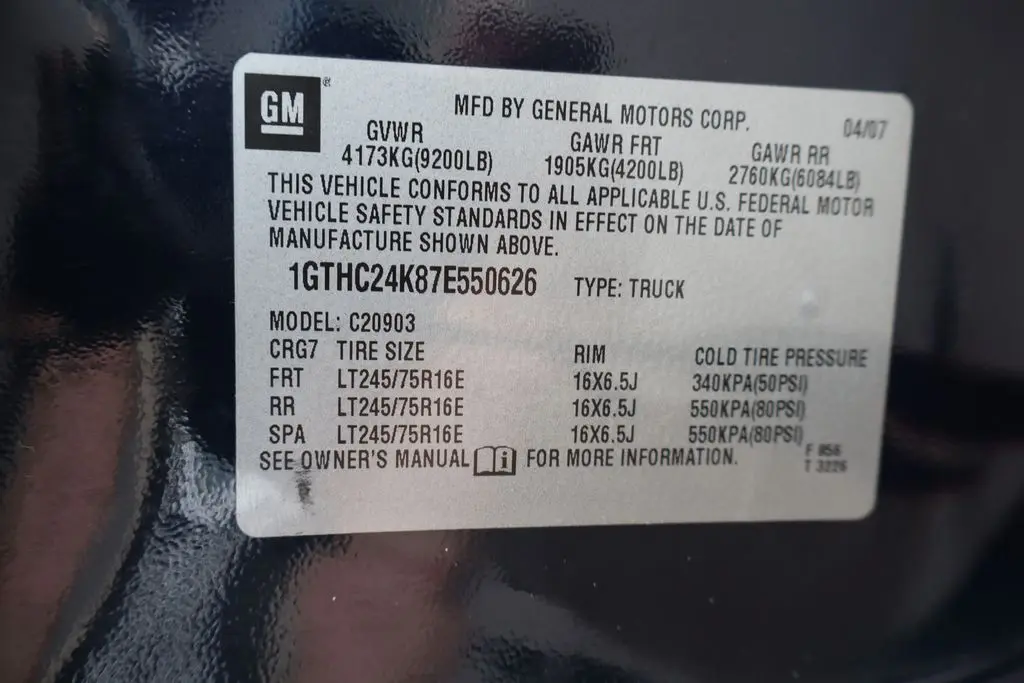 GM ®
MFD BY GENERAL MOTORS CORP. 04/07
GVWR GAWR FRT GAWR RR
4173KG(9200LB) 1905KG(4200LB) 2760KG(6084LB)
THIS VEHICLE CONFORMS TO ALL APPLICABLE U.S. FEDERAL MOTOR
VEHICLE SAFETY STANDARDS IN EFFECT ON THE DATE OF
MANUFACTURE SHOWN ABOVE.
1GTHC24K87E550626 TYPE: TRUCK
MODEL: C20903
CRG7 TIRE SIZE RIM COLD TIRE PRESSURE
FRT LT245/75R16E 16X6.5J 340KPA(50PSI)
RR LT245/75R16E 16X6.5J 550KPA(80PSI)
SPA LT245/75R16E 16X6.5J 550KPA(80PSI)
SEE OWNER'S MANUAL i FOR MORE INFORMATION.
F 856
T 3226